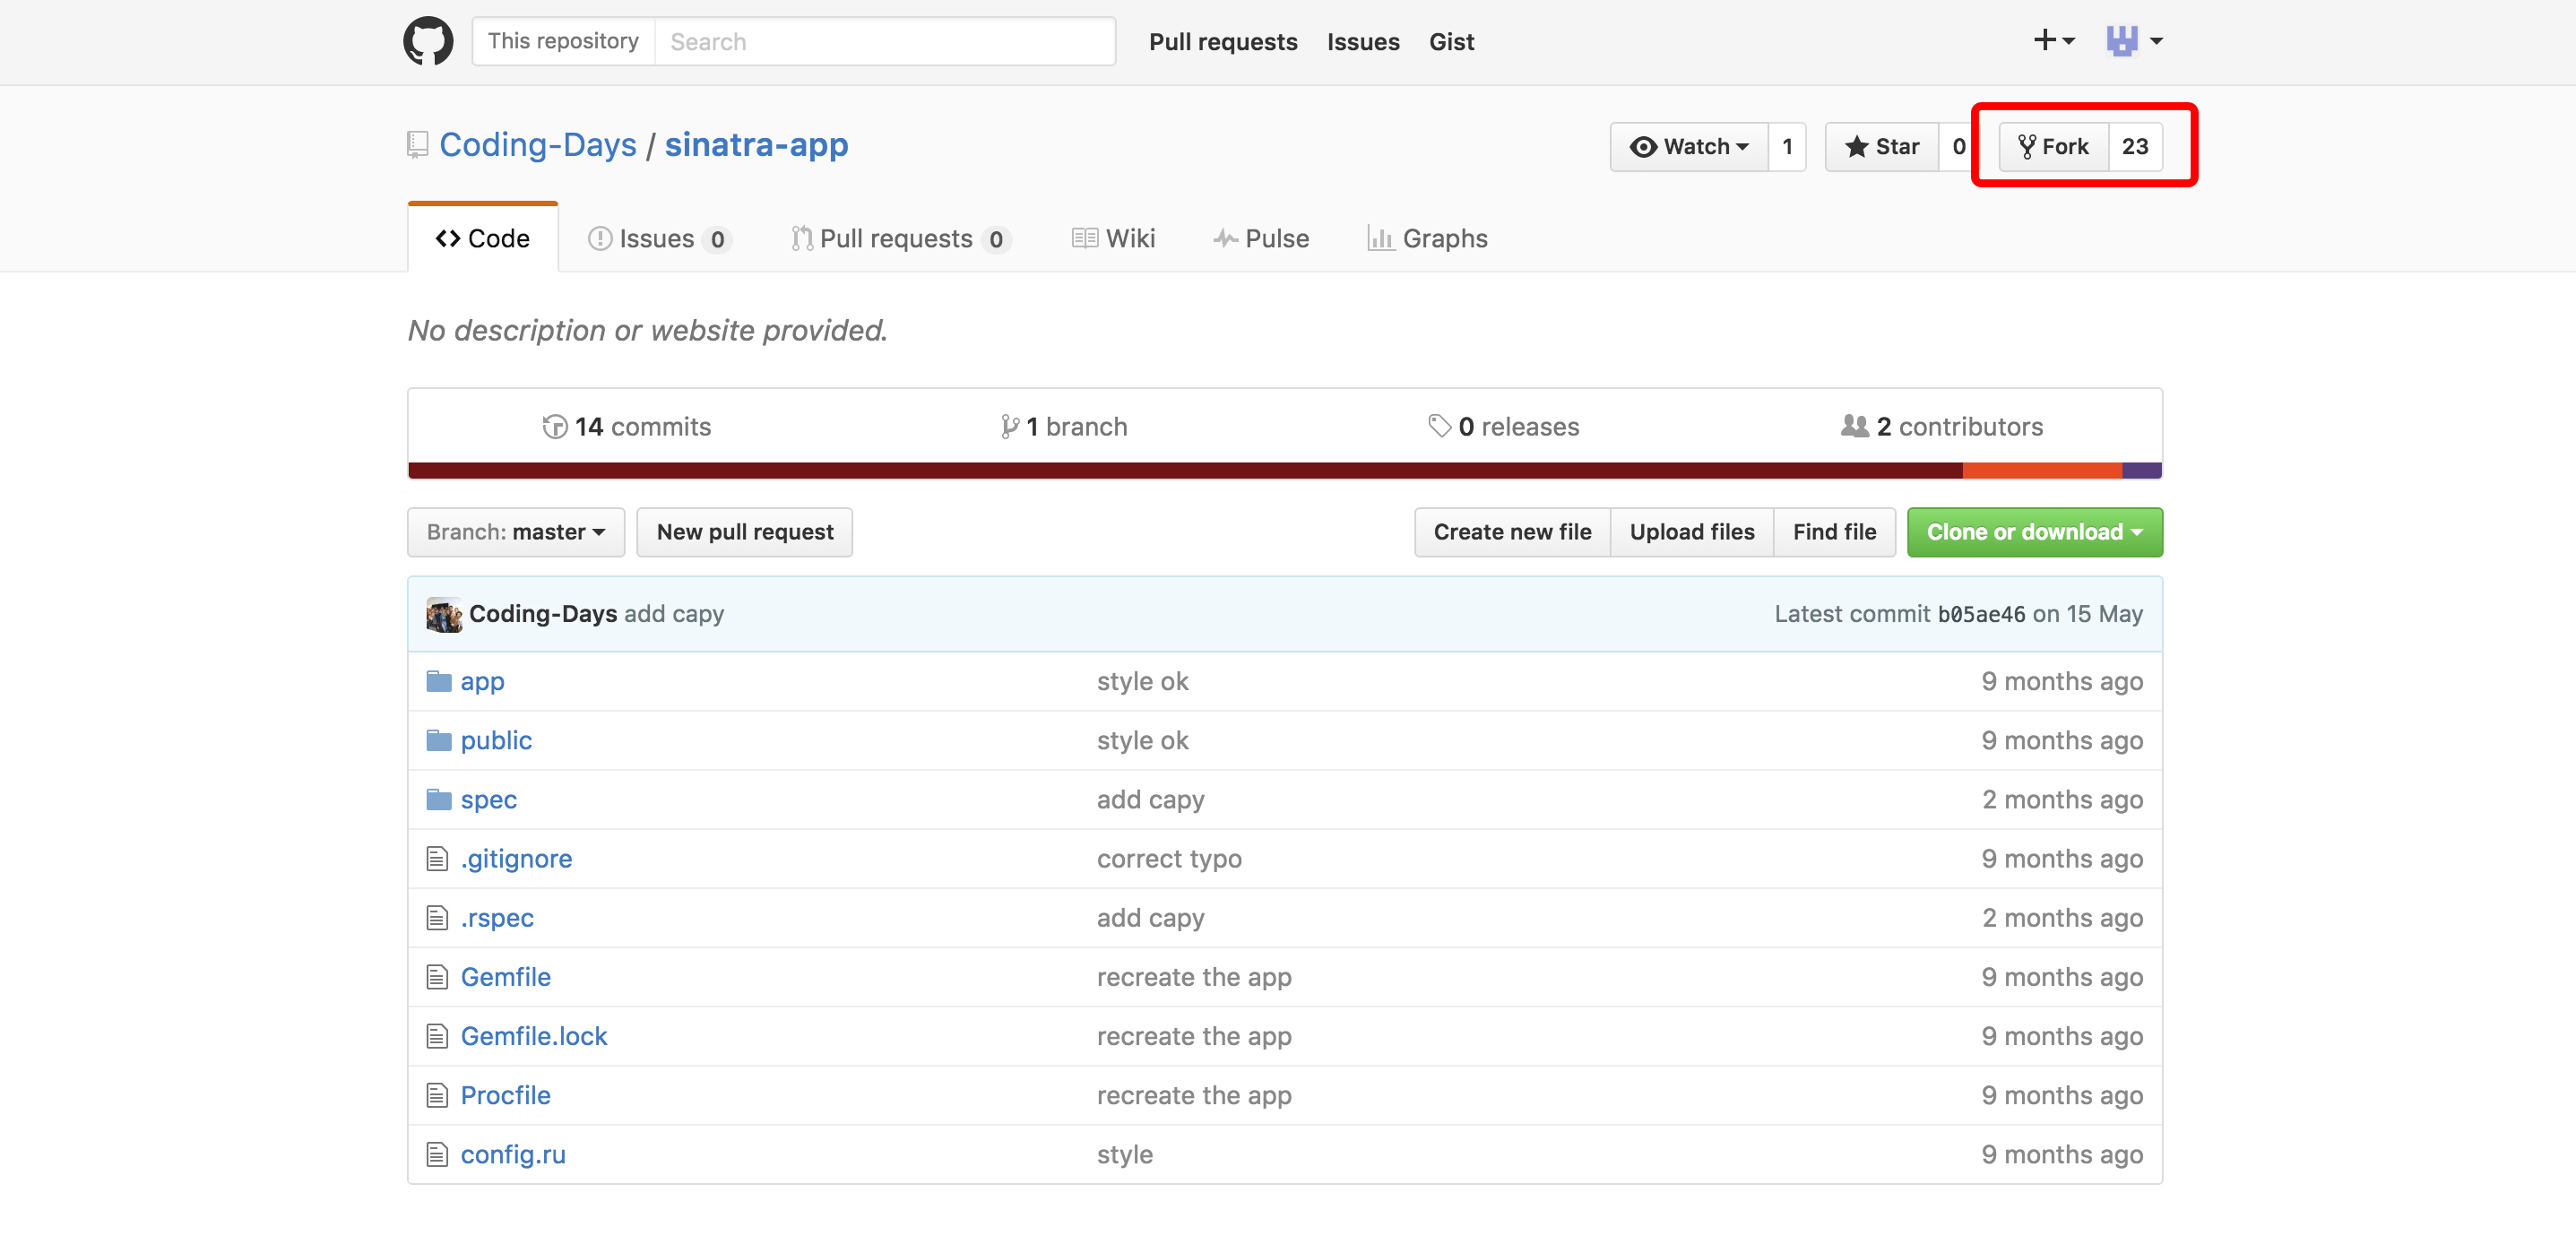 This repository Search Pull requests Issues Gist
Coding-Days / sinatra-app Watch 1 Star 0 Fork 23
Code Issues 0 Pull requests 0 Wiki Pulse Graphs
No description or website provided.
14 commits 1 branch 0 releases 2 contributors
Branch: master New pull request Create new file Upload files Find file Clone or download
Coding-Days add capy Latest commit b05ae46 on 15 May
app style ok 9 months ago
public style ok 9 months ago
spec add capy 2 months ago
.gitignore correct typo 9 months ago
.rspec add capy 2 months ago
Gemfile recreate the app 9 months ago
Gemfile.lock recreate the app 9 months ago
Procfile recreate the app 9 months ago
config.ru style 9 months ago